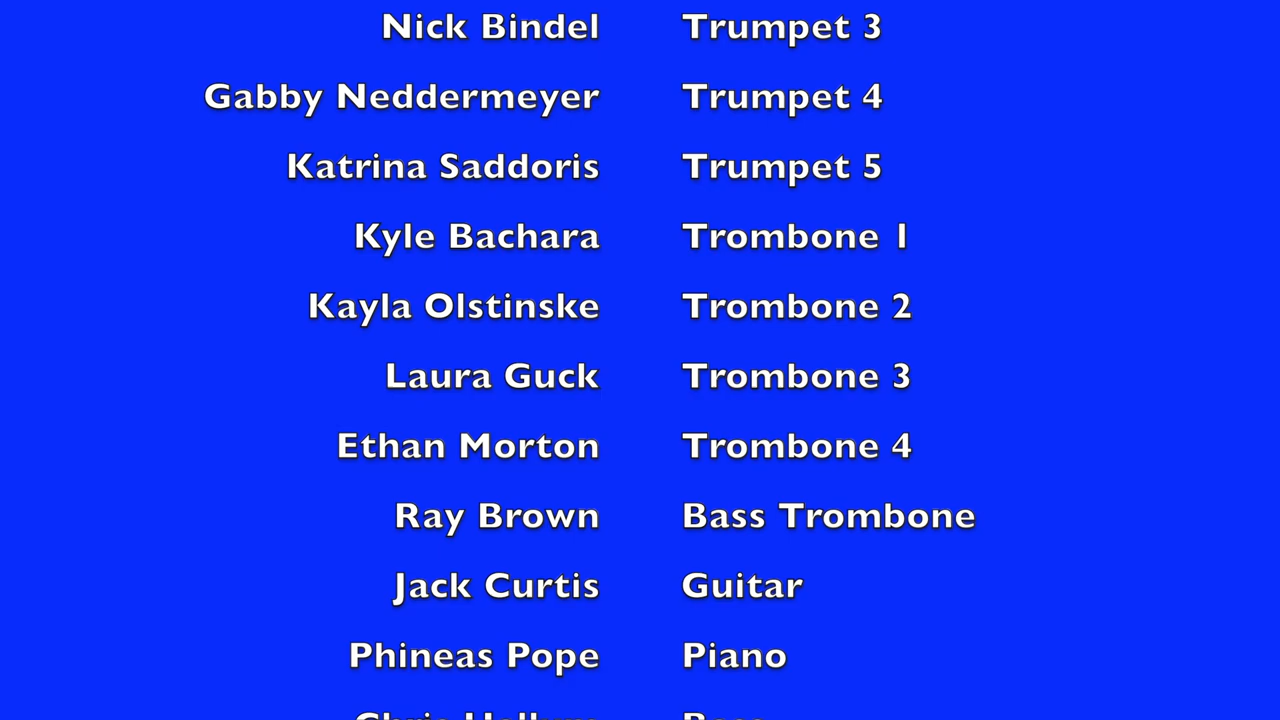 Nick Bindel Trumpet 3
Gabby Neddermeyer Trumpet 4
Katrina Saddoris Trumpet 5
Kyle Bachara Trombone 1
Kayla Olstinske Trombone 2
Laura Guck Trombone 3
Ethan Morton Trombone 4
Ray Brown Bass Trombone
Jack Curtis Guitar
Phineas Pope Piano